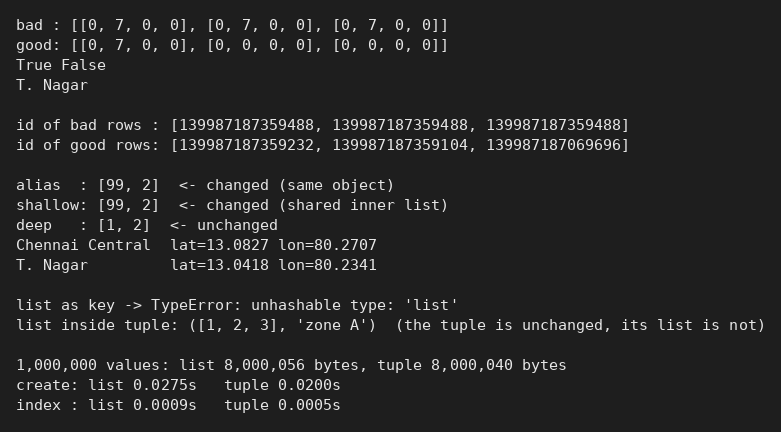 bad : [[0, 7, 0, 0], [0, 7, 0, 0], [0, 7, 0, 0]]
good: [[0, 7, 0, 0], [0, 0, 0, 0], [0, 0, 0, 0]]
True False
T. Nagar

id of bad rows : [139987187359488, 139987187359488, 139987187359488]
id of good rows: [139987187359232, 139987187359104, 139987187069696]

alias  : [99, 2]  <- changed (same object)
shallow: [99, 2]  <- changed (shared inner list)
deep   : [1, 2]  <- unchanged
Chennai Central  lat=13.0827 lon=80.2707
T. Nagar         lat=13.0418 lon=80.2341

list as key -> TypeError: unhashable type: 'list'
list inside tuple: ([1, 2, 3], 'zone A')  (the tuple is unchanged, its list is not)

1,000,000 values: list 8,000,056 bytes, tuple 8,000,040 bytes
create: list 0.0275s   tuple 0.0200s
index : list 0.0009s   tuple 0.0005s